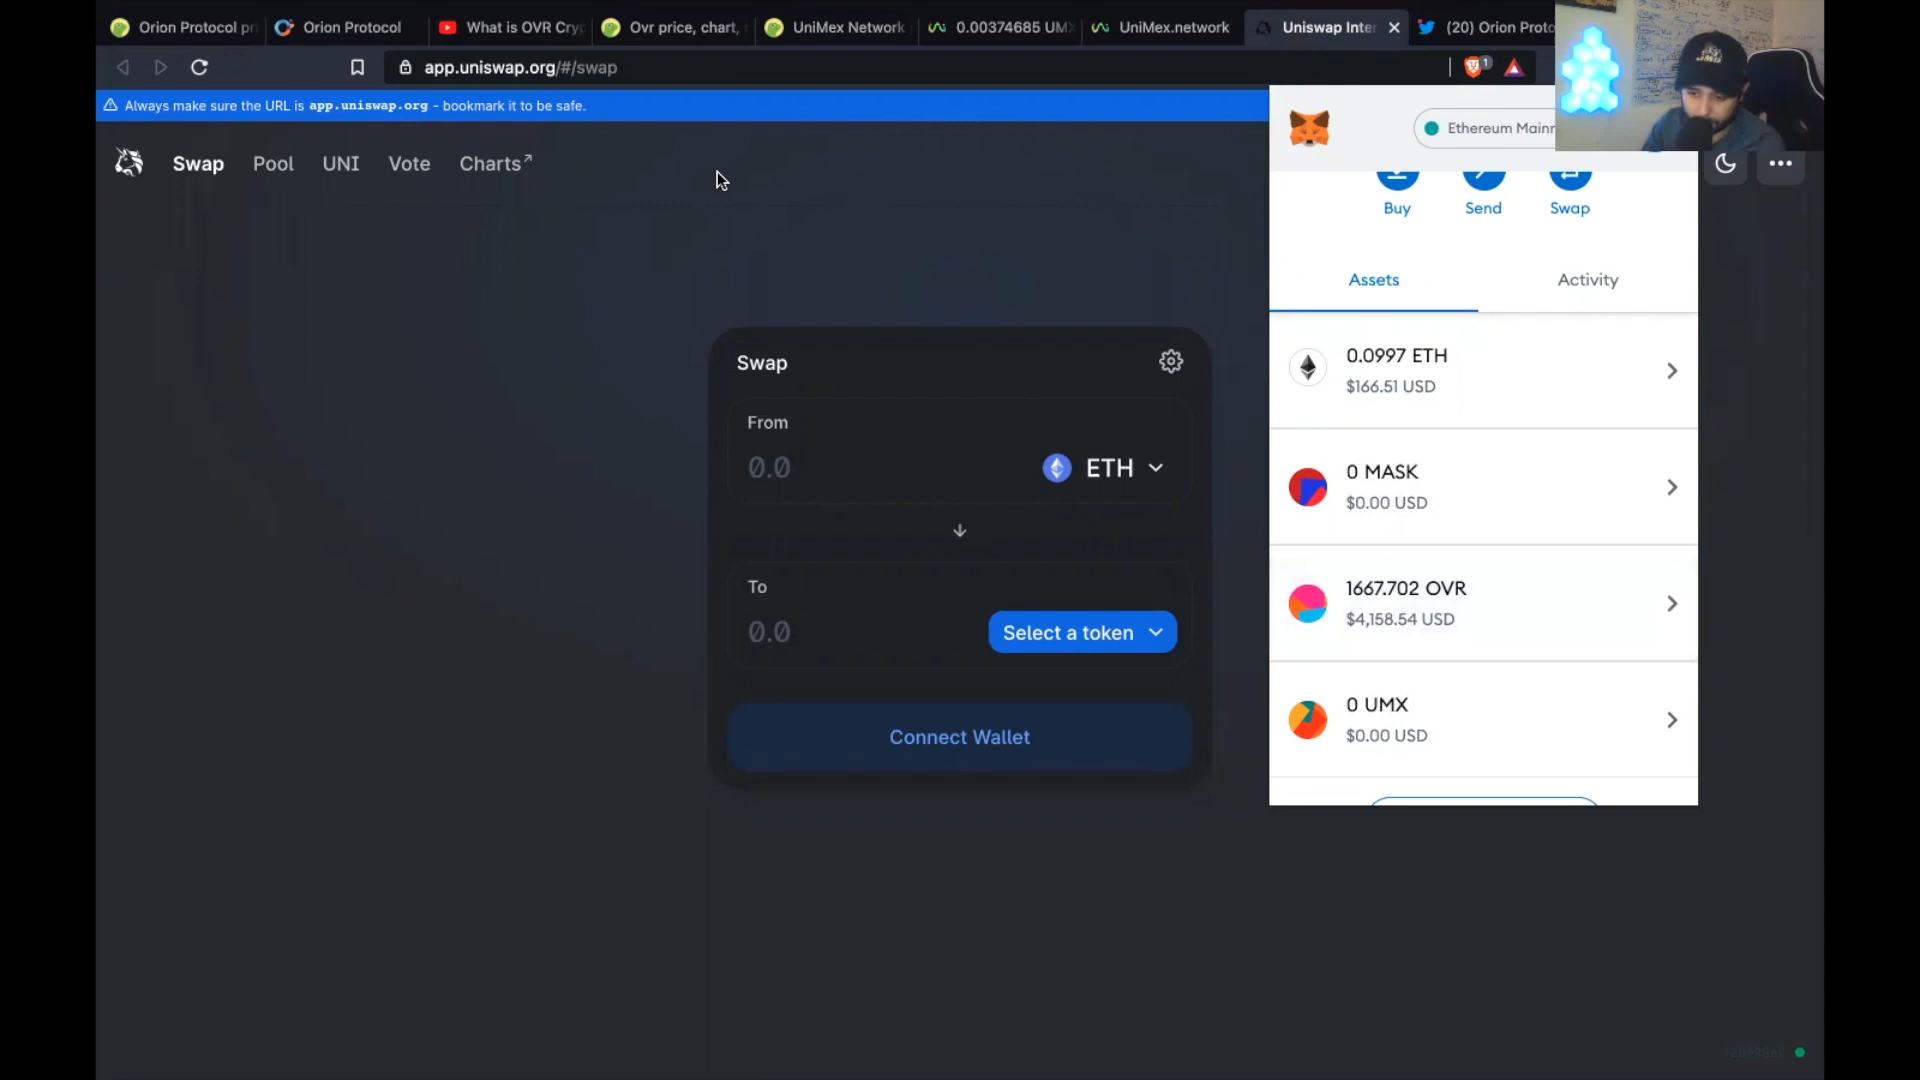 Orion Protocol pri
Orion Protocol
What is OVR Cry
Ovr price, chart,
UniMex Network
0.00374685 UMX
UniMex.network
Uniswap Inter
(20) Orion Proto
app.uniswap.org/#/swap
1
Always make sure the URL is app.uniswap.org - bookmark it to be safe.
Ethereum Mainn
Swap
Pool
UNI
Vote
Charts
Buy
Send
Swap
Assets
Activity
Swap
From
0.0
ETH
To
0.0
Select a token
Connect Wallet
0.0997 ETH
$166.51 USD
0 MASK
$0.00 USD
1667.702 OVR
$4,158.54 USD
0 UMX
$0.00 USD